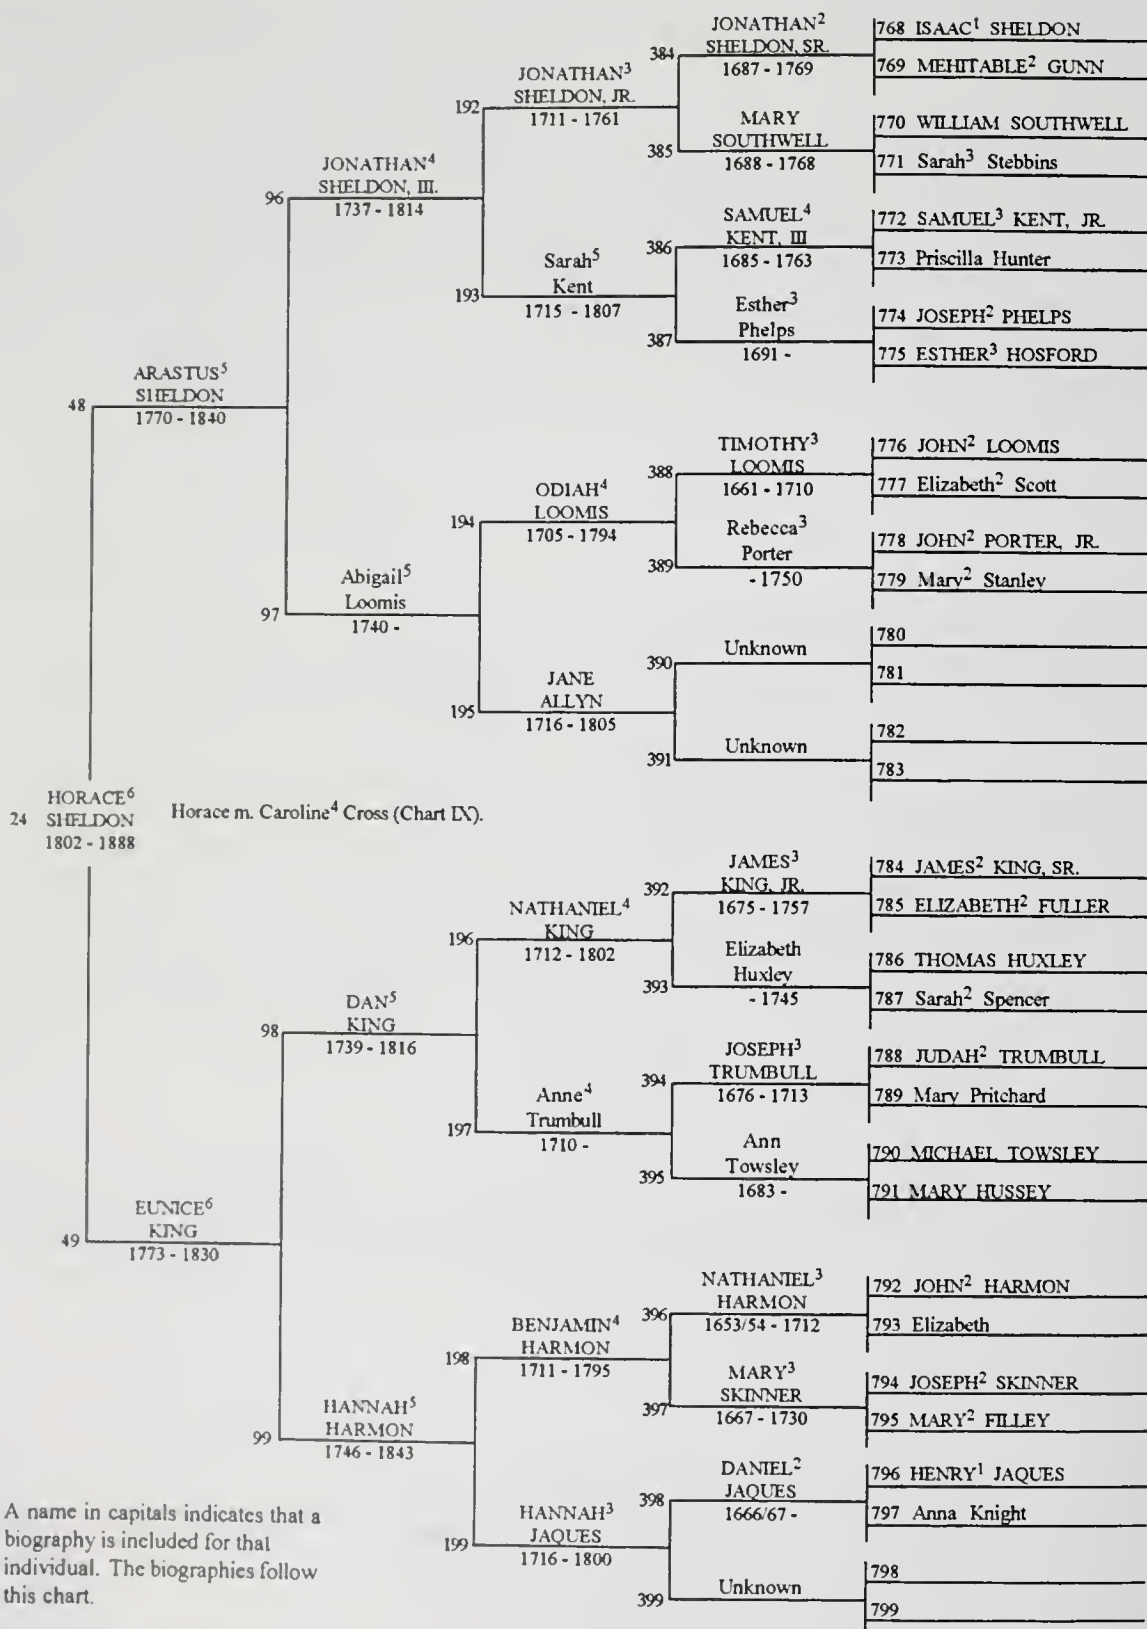 JONATHAN² 768 ISAAC¹ SHELDON
384 SHELDON, SR.
1687 - 1769 769 MEHITABLE² GUNN
JONATHAN³
SHELDON, JR.
192 1711 - 1761
MARY 770 WILLIAM SOUTHWELL
SOUTHWELL
385 1688 - 1768 771 Sarah³ Stebbins
JONATHAN⁴
SHELDON, III.
96 1737 - 1814
SAMUEL⁴ 772 SAMUEL³ KENT, JR.
386 KENT, III
1685 - 1763 773 Priscilla Hunter
Sarah⁵
Kent
193 1715 - 1807
Esther³ 774 JOSEPH² PHELPS
Phelps
387 1691 - 775 ESTHER³ HOSFORD
ARASTUS⁵
SHELDON
48 1770 - 1840
TIMOTHY³ 776 JOHN² LOOMIS
388 LOOMIS
1661 - 1710 777 Elizabeth² Scott
ODIAH⁴
LOOMIS
194 1705 - 1794
Rebecca³ 778 JOHN² PORTER, JR.
Porter
389 - 1750 779 Mary² Stanley
Abigail⁵
Loomis
97 1740 -
780
390 Unknown
781
JANE
ALLYN
195 1716 - 1805
782
391 Unknown
783
HORACE⁶
24 SHELDON
1802 - 1888
Horace m. Caroline⁴ Cross (Chart IX).
JAMES³ 784 JAMES² KING, SR.
392 KING, JR.
1675 - 1757 785 ELIZABETH² FULLER
NATHANIEL⁴
KING
196 1712 - 1802
Elizabeth 786 THOMAS HUXLEY
Huxley
393 - 1745 787 Sarah² Spencer
DAN⁵
KING
98 1739 - 1816
JOSEPH³ 788 JUDAH² TRUMBULL
394 TRUMBULL
1676 - 1713 789 Mary Pritchard
Anne⁴
Trumbull
197 1710 -
Ann 790 MICHAEL TOWSLEY
Towsley
395 1683 - 791 MARY HUSSEY
EUNICE⁶
KING
49 1773 - 1830
NATHANIEL³ 792 JOHN² HARMON
396 HARMON
1653/54 - 1712 793 Elizabeth
BENJAMIN⁴
HARMON
198 1711 - 1795
MARY³ 794 JOSEPH² SKINNER
SKINNER
397 1667 - 1730 795 MARY² FILLEY
HANNAH⁵
HARMON
99 1746 - 1843
DANIEL² 796 HENRY¹ JAQUES
398 JAQUES
1666/67 - 797 Anna Knight
HANNAH³
JAQUES
199 1716 - 1800
798
399 Unknown
799
A name in capitals indicates that a
biography is included for that
individual. The biographies follow
this chart.